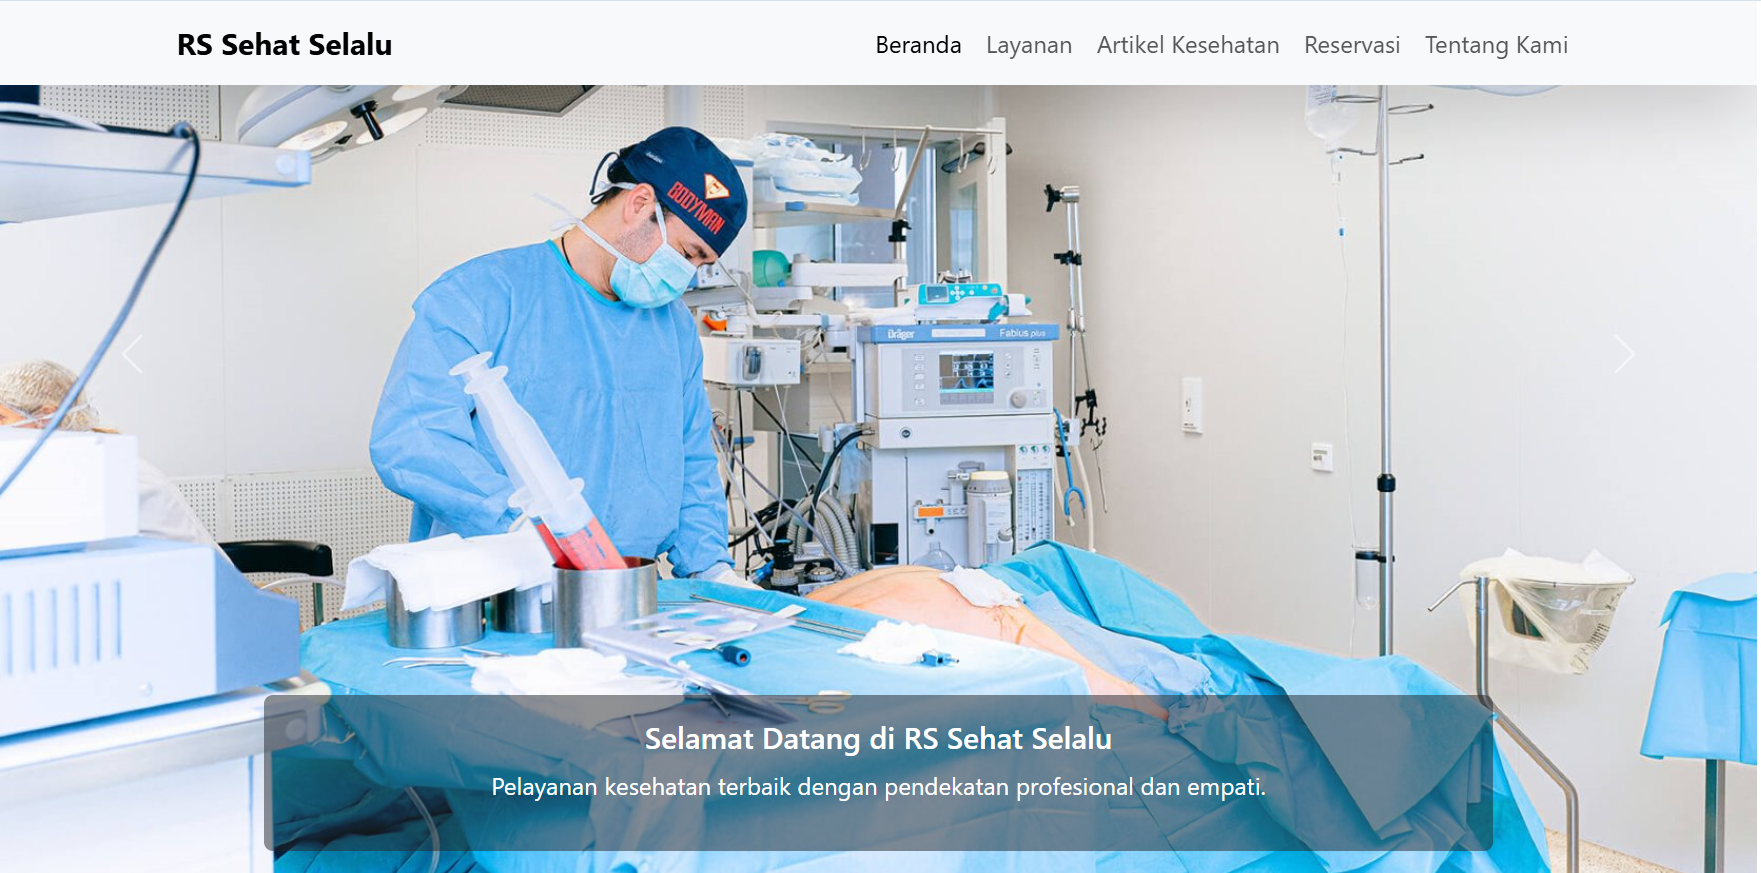 RS Sehat Selalu
Beranda Layanan Artikel Kesehatan Reservasi Tentang Kami
BODYMAN
Dräger
Fabius plus
Selamat Datang di RS Sehat Selalu
Pelayanan kesehatan terbaik dengan pendekatan profesional dan empati.